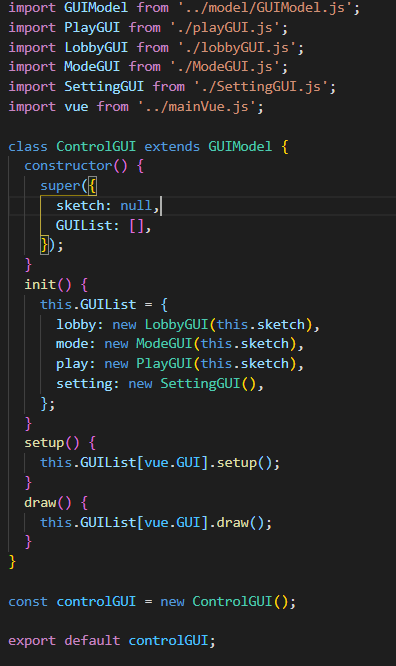 import GUIModel from '../model/GUIModel.js';
import PlayGUI from './playGUI.js';
import LobbyGUI from './lobbyGUI.js';
import ModeGUI from './ModeGUI.js';
import SettingGUI from './SettingGUI.js';
import vue from '../mainVue.js';

class ControlGUI extends GUIModel {
  constructor() {
    super({
      sketch: null,
      GUIList: [],
    });
  }
  init() {
    this.GUIList = {
      lobby: new LobbyGUI(this.sketch),
      mode: new ModeGUI(this.sketch),
      play: new PlayGUI(this.sketch),
      setting: new SettingGUI(),
    };
  }
  setup() {
    this.GUIList[vue.GUI].setup();
  }
  draw() {
    this.GUIList[vue.GUI].draw();
  }
}

const controlGUI = new ControlGUI();

export default controlGUI;